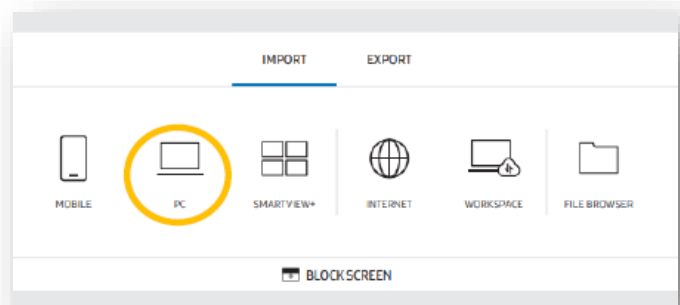 IMPORT EXPORT
MOBILE PC SMARTVIEW+ INTERNET WORKSPACE FILE BROWSER
BLOCK SCREEN